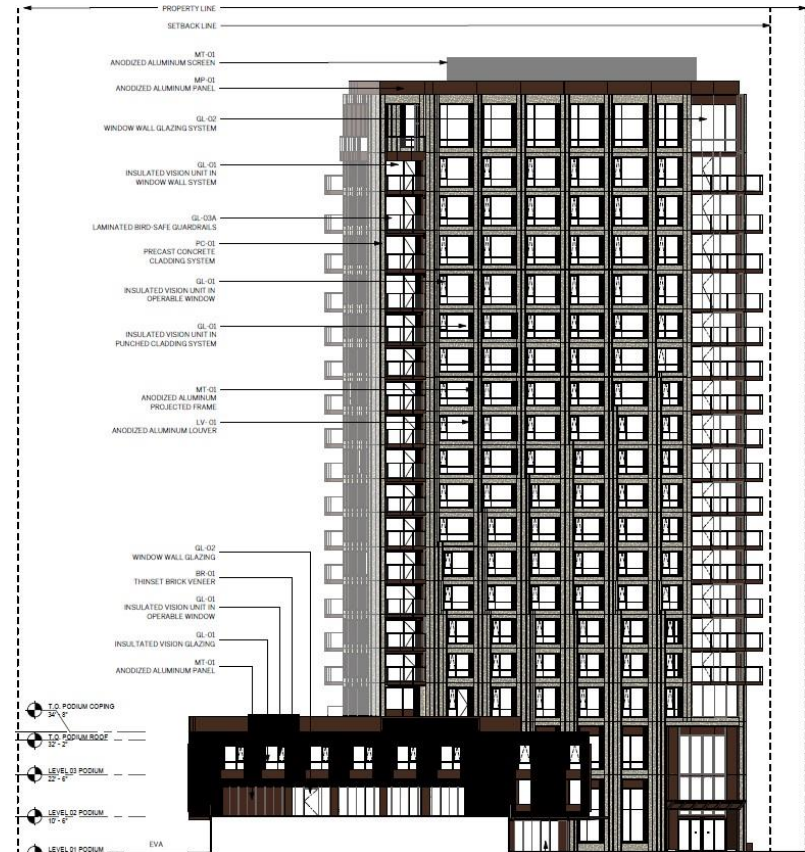 PROPERTY LINE
SETBACK LINE
MT-01
ANODIZED ALUMINUM SCREEN
MP-01
ANODIZED ALUMINUM PANEL
GL-02
WINDOW WALL GLAZING SYSTEM
GL-01
INSULATED VISION UNIT IN
WINDOW WALL SYSTEM
GL-03A
LAMINATED BIRD-SAFE GUARDRAILS
PC-01
PRECAST CONCRETE
CLADDING SYSTEM
GL-01
INSULATED VISION UNIT IN
OPERABLE WINDOW
GL-01
INSULATED VISION UNIT IN
PUNCHED CLADDING SYSTEM
MT-01
ANODIZED ALUMINUM
PROJECTED FRAME
LV-01
ANODIZED ALUMINUM LOUVER
GL-02
WINDOW WALL GLAZING
BR-01
THINSET BRICK VENEER
GL-01
INSULATED VISION UNIT IN
OPERABLE WINDOW
GL-01
INSULTATED VISION GLAZING
MT-01
ANODIZED ALUMINUM PANEL
T.O. PODIUM COPING
34' - 8"
T.O. PODIUM ROOF
32' - 2"
LEVEL 03 PODIUM
22' - 6"
LEVEL 02 PODIUM
10' - 6"
EVA
LEVEL 01 PODIUM